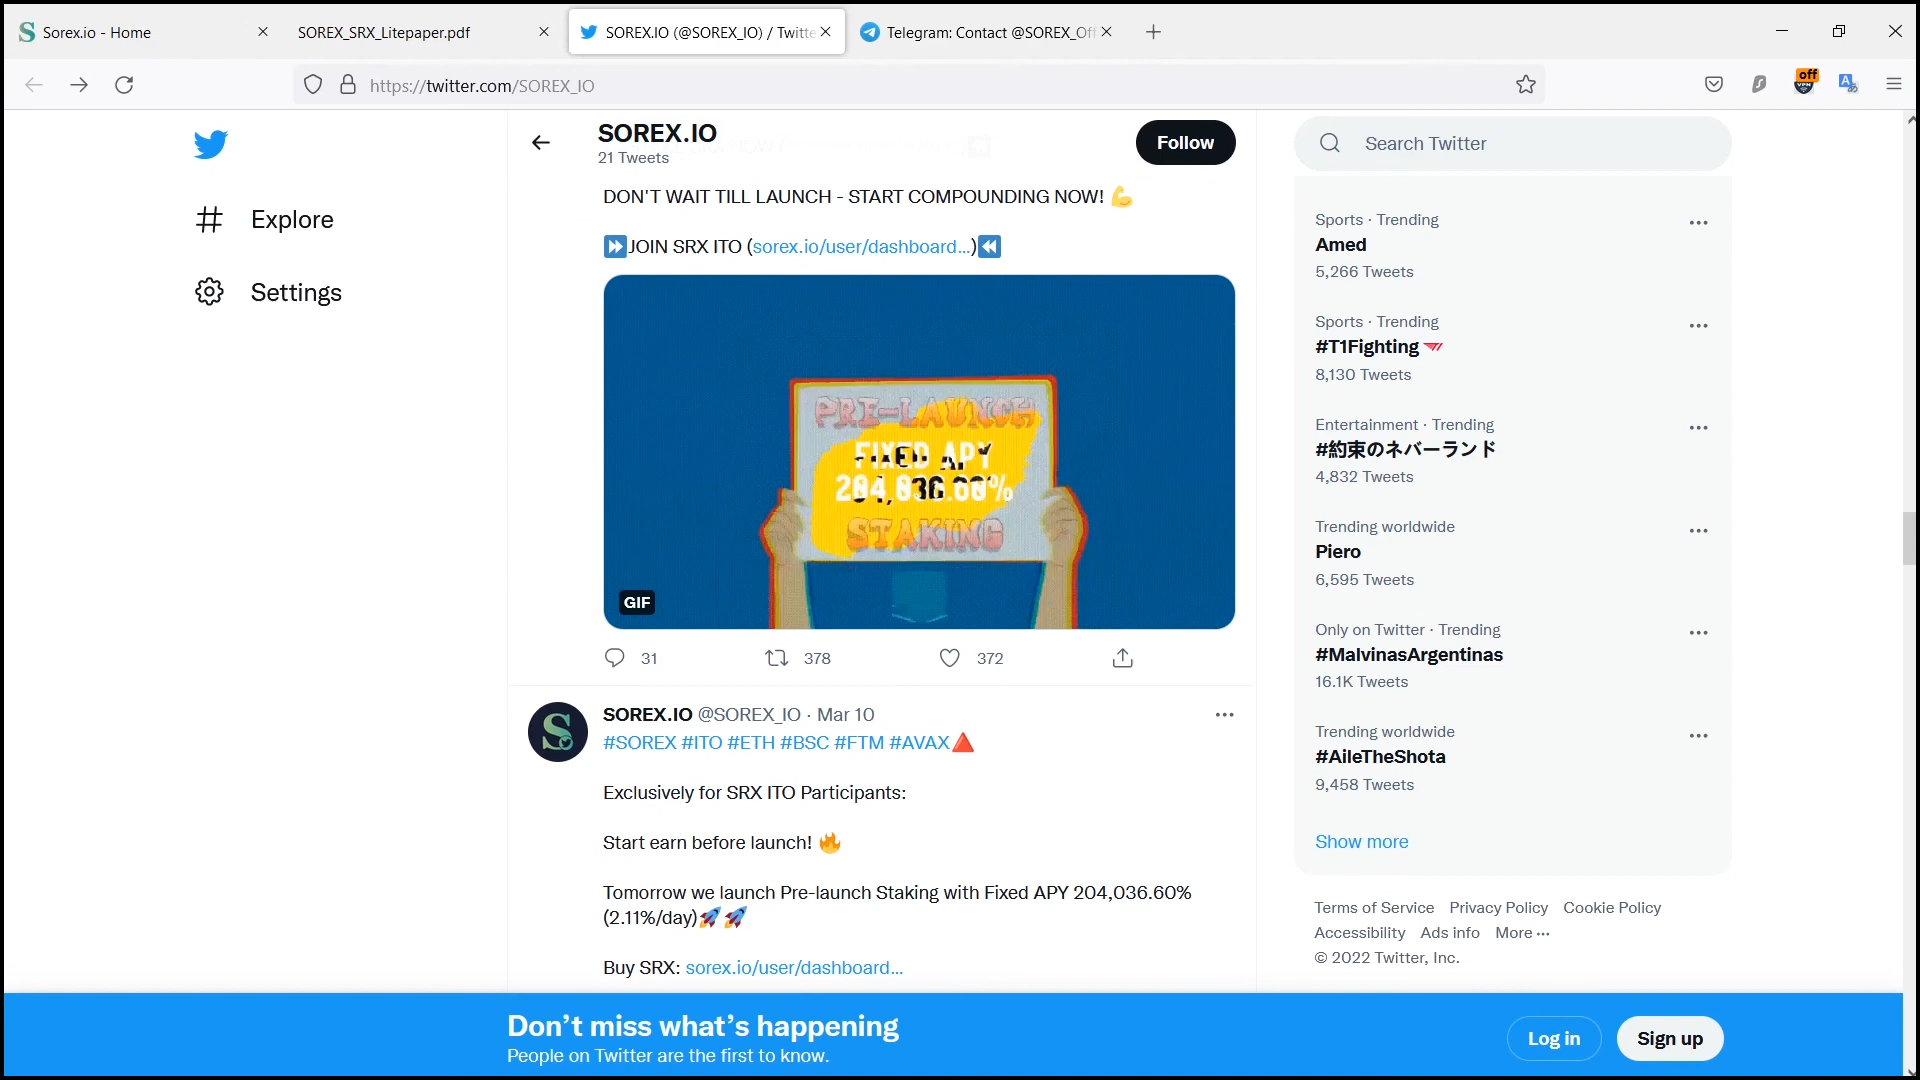 Sorex.io - Home
SOREX_SRX_Litepaper.pdf
SOREX.IO (@SOREX_IO) / Twitte
Telegram: Contact @SOREX_Off
https://twitter.com/SOREX_IO
off
VPN
SOREX.IO
21 Tweets
Follow
Search Twitter
Explore
Settings
DON'T WAIT TILL LAUNCH - START COMPOUNDING NOW! 💪
⏩JOIN SRX ITO (sorex.io/user/dashboard…)⏪
PRE-LAUNCH
FIXED APY
204,036.60%
STAKING
GIF
31
378
372
SOREX.IO @SOREX_IO · Mar 10
#SOREX #ITO #ETH #BSC #FTM #AVAX🔺
Exclusively for SRX ITO Participants:
Start earn before launch! 🔥
Tomorrow we launch Pre-launch Staking with Fixed APY 204,036.60%
(2.11%/day)🚀🚀
Buy SRX: sorex.io/user/dashboard…
Sports · Trending
Amed
5,266 Tweets
Sports · Trending
#T1Fighting
8,130 Tweets
Entertainment · Trending
#約束のネバーランド
4,832 Tweets
Trending worldwide
Piero
6,595 Tweets
Only on Twitter · Trending
#MalvinasArgentinas
16.1K Tweets
Trending worldwide
#AileTheShota
9,458 Tweets
Show more
Terms of Service Privacy Policy Cookie Policy
Accessibility Ads info More ···
© 2022 Twitter, Inc.
Don't miss what's happening
People on Twitter are the first to know.
Log in
Sign up